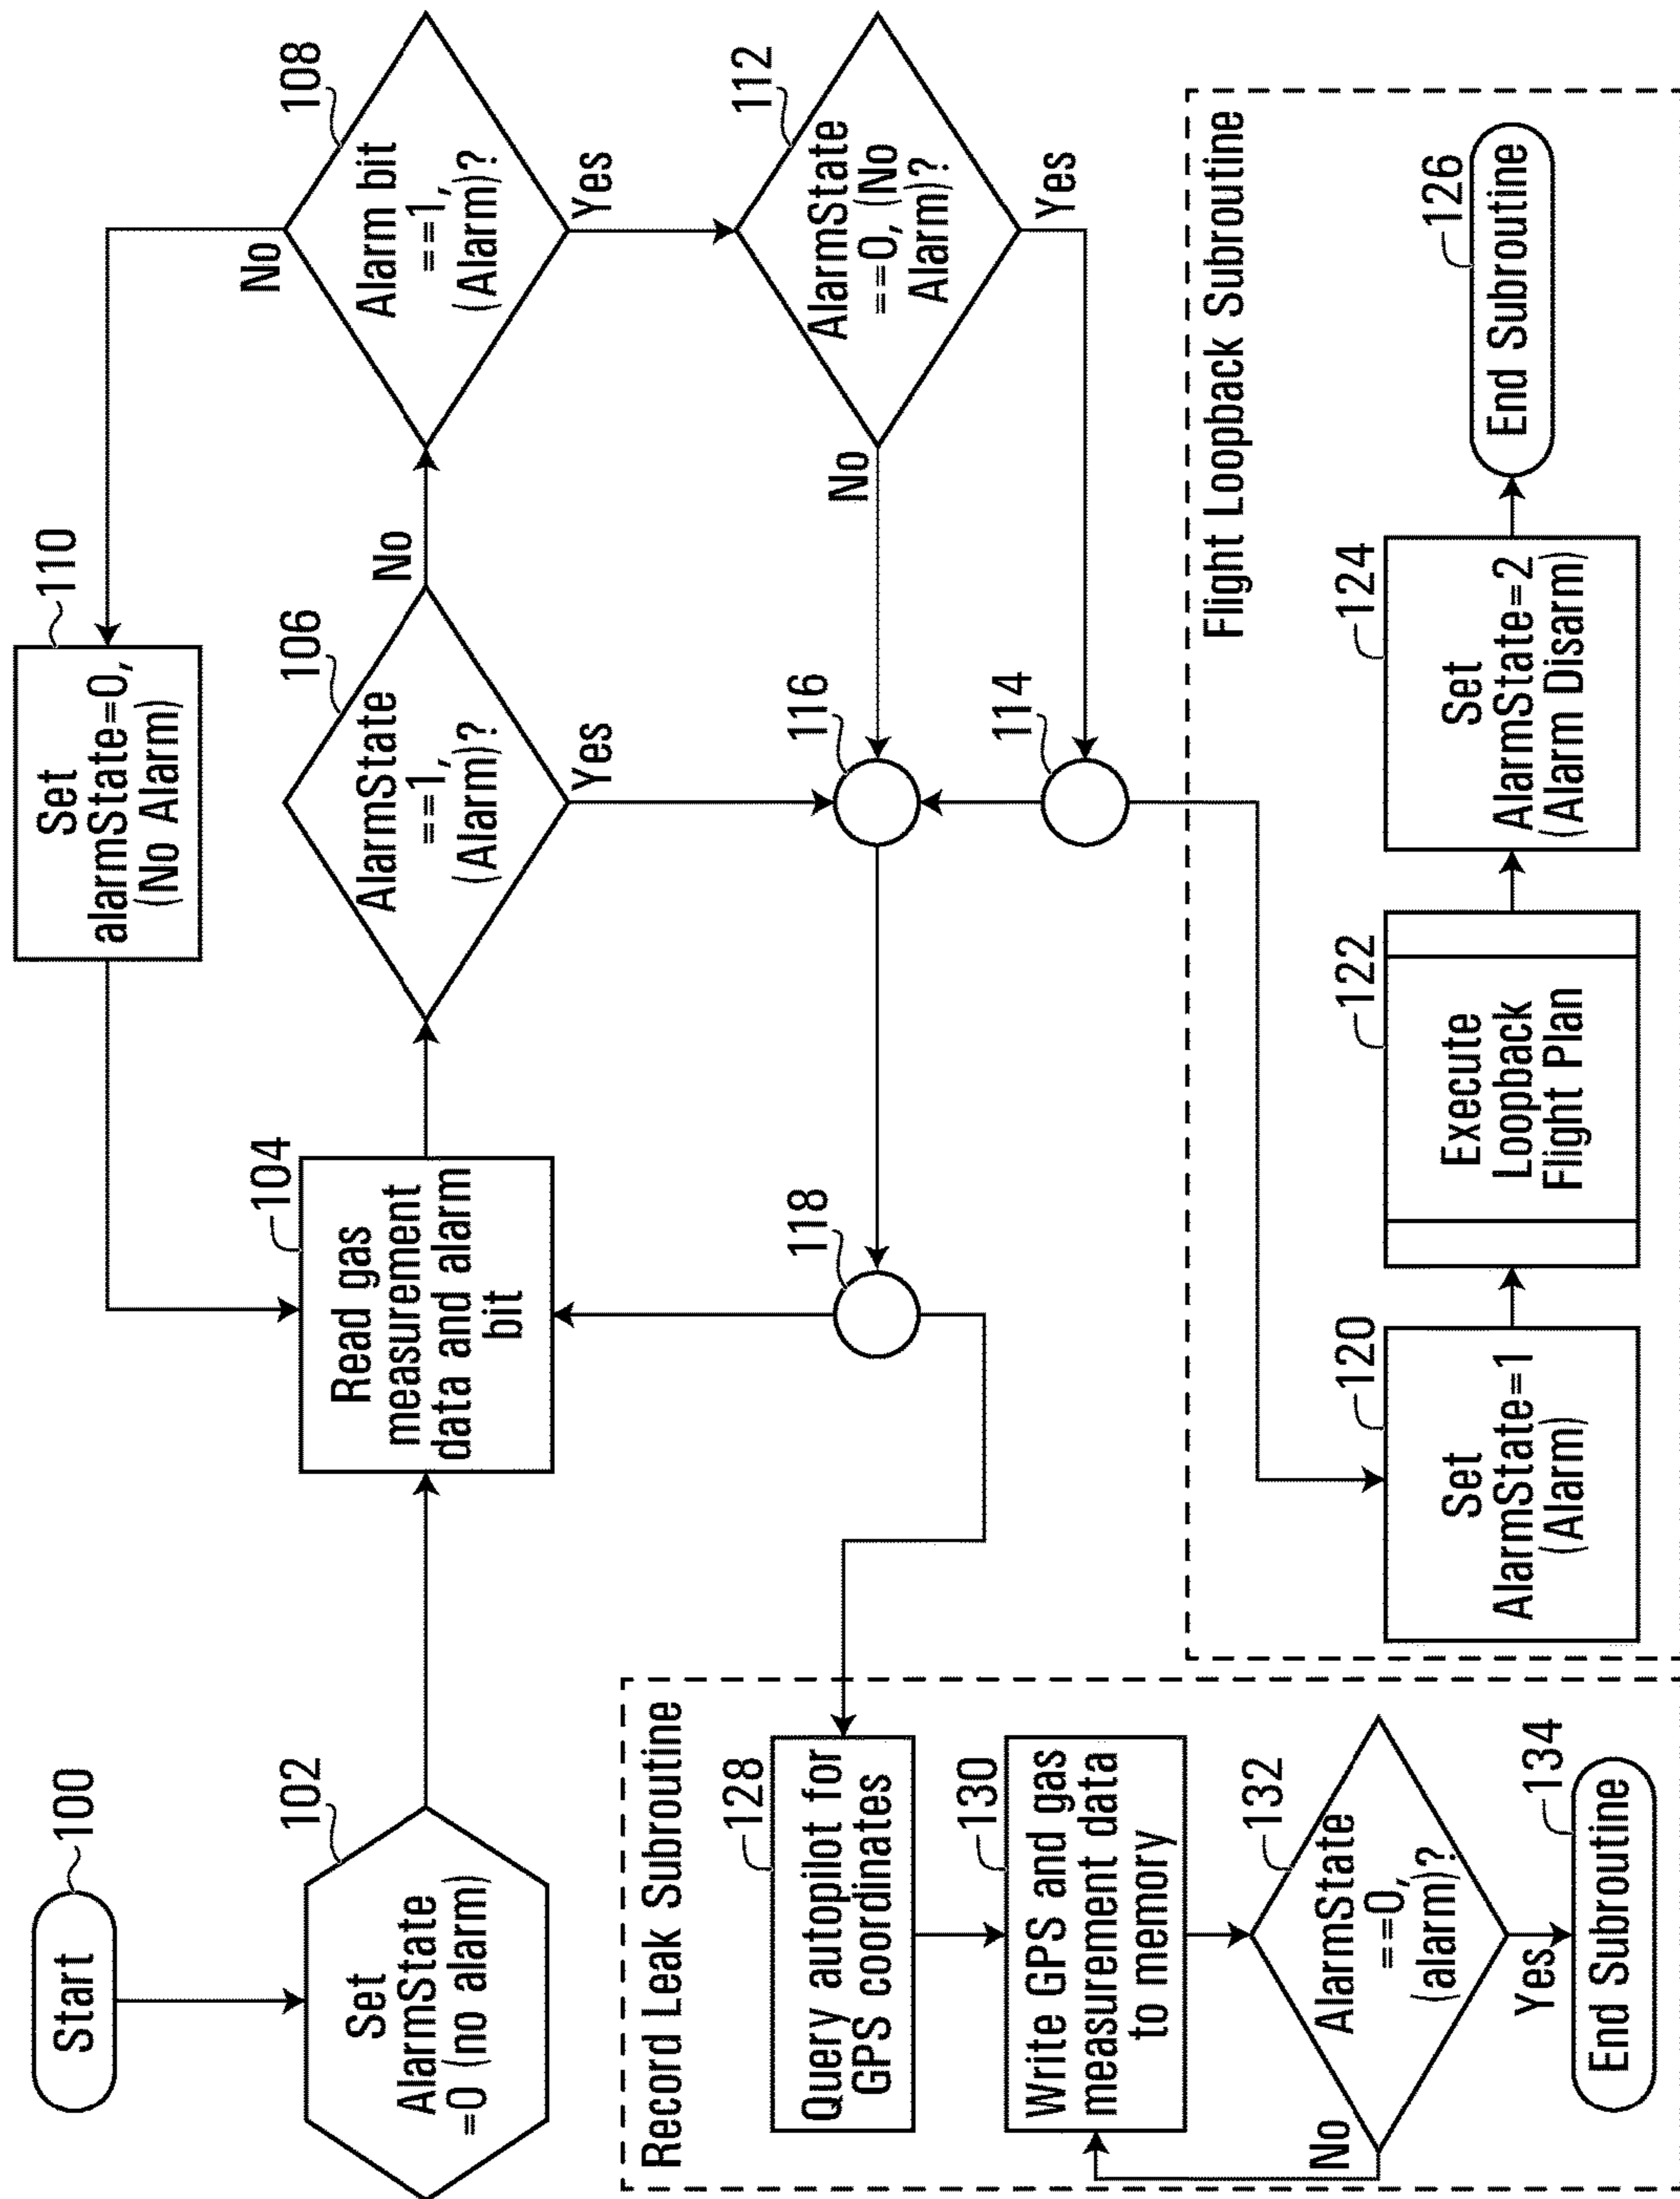 Start
100
Set
AlarmState
=0 (no alarm)
102
Read gas
measurement
data and alarm
bit
104
AlarmState
==1,
(Alarm)?
106
No
Yes
Alarm bit
==1,
(Alarm)?
108
No
Yes
Set
alarmState=0,
(No Alarm)
110
AlarmState
==0, (No
Alarm)?
112
No
Yes
116
114
118
Record Leak Subroutine
Query autopilot for
GPS coordinates
128
Write GPS and gas
measurement data
to memory
130
AlarmState
==0,
(alarm)?
132
No
Yes
End Subroutine
134
Flight Loopback Subroutine
Set
AlarmState=1
(Alarm)
120
Execute
Loopback
Flight Plan
122
Set
AlarmState=2
(Alarm Disarm)
124
End Subroutine
126